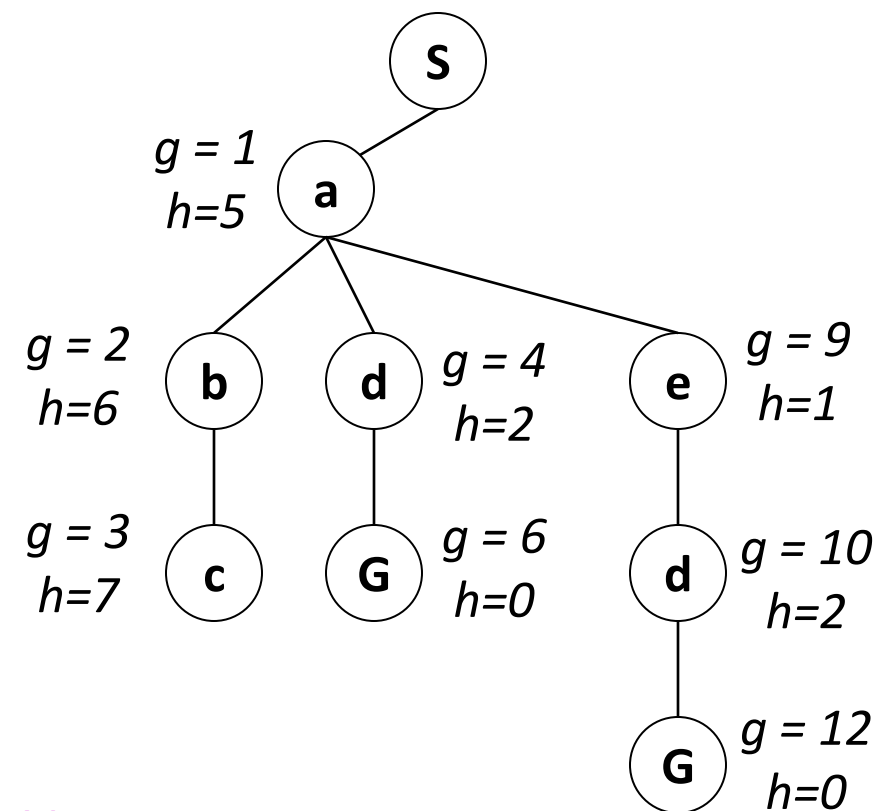 S
g = 1
h=5
a
g = 2
h=6
b
d
g = 4
h=2
e
g = 9
h=1
g = 3
h=7
c
G
g = 6
h=0
d
g = 10
h=2
G
g = 12
h=0